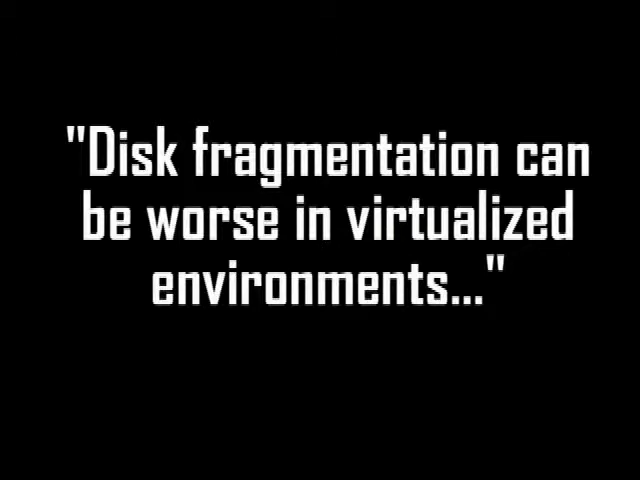 "Disk fragmentation can
be worse in virtualized
environments..."